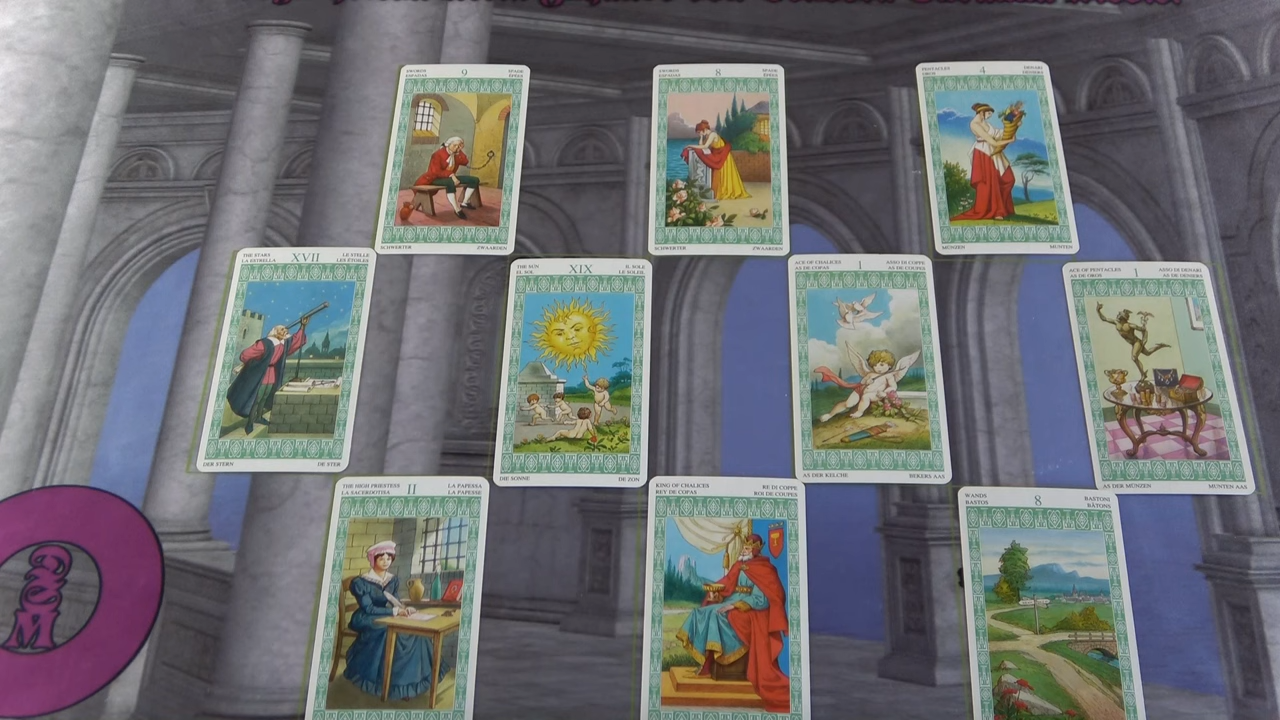 SWORDS
ESPADAS
9
SPADE
ÉPÉES
SCHWERTER
ZWAARDEN
SWORDS
ESPADAS
8
SPADE
ÉPÉES
SCHWERTER
ZWAARDEN
PENTACLES
OROS
4
DENARI
DENIERS
MÜNZEN
MUNTEN
THE STARS
LA ESTRELLA
XVII
LE STELLE
LES ÉTOILES
DER STERN
DE STER
THE SUN
EL SOL
XIX
IL SOLE
LE SOLEIL
DIE SONNE
DE ZON
ACE OF CHALICES
AS DE COPAS
1
ASSO DI COPPE
AS DE COUPES
AS DER KELCHE
BEKERS AAS
ACE OF PENTACLES
AS DE OROS
1
ASSO DI DENARI
AS DE DENIERS
AS DER MÜNZEN
MUNTEN AAS
THE HIGH PRIESTESS
LA SACERDOTISA
II
LA PAPESSA
LA PAPESSE
KING OF CHALICES
REY DE COPAS
RE DI COPPE
ROI DE COUPES
WANDS
BASTOS
8
BASTONI
BÂTONS